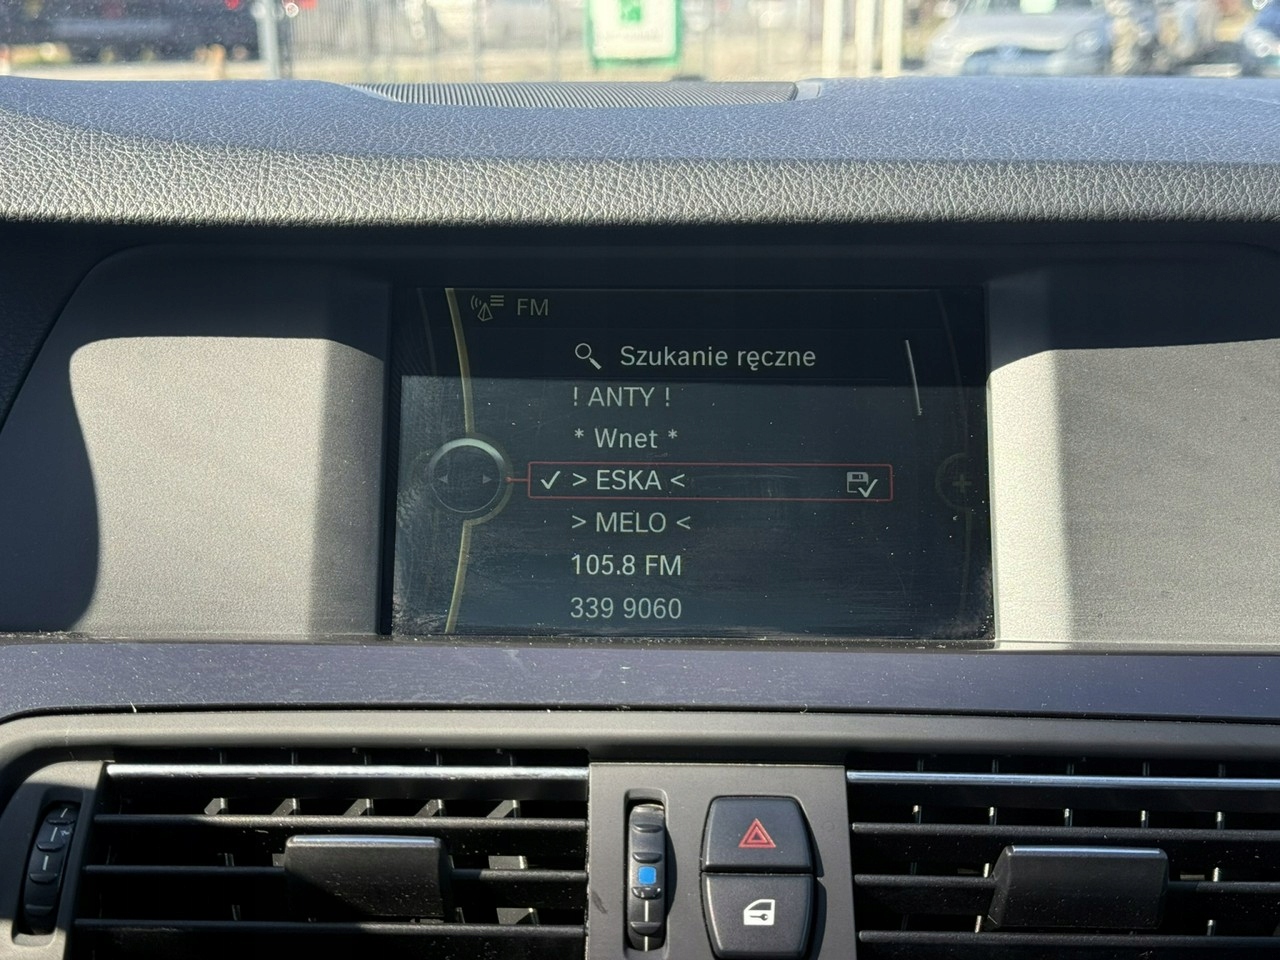 FM
Szukanie ręczne
! ANTY !
* Wnet *
> ESKA <
> MELO <
105.8 FM
339 9060